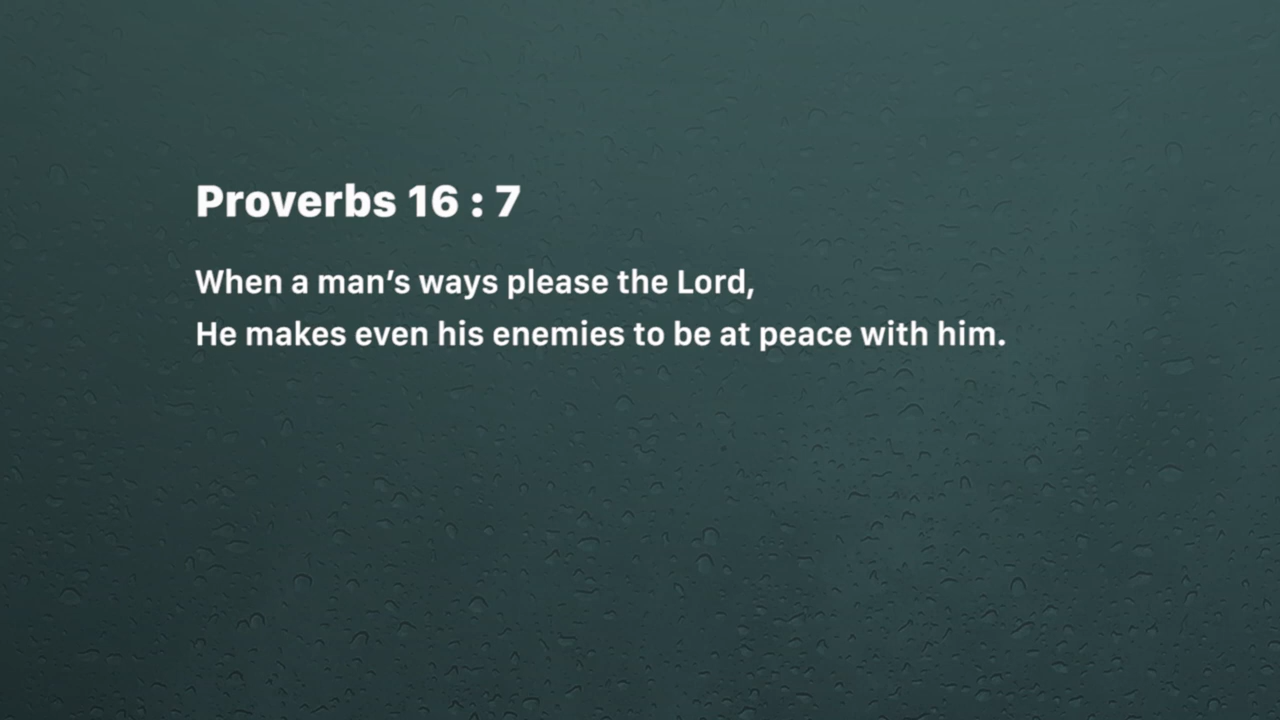 Proverbs 16 : 7
When a man’s ways please the Lord,
He makes even his enemies to be at peace with him.